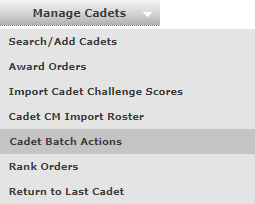 Manage Cadets
Search/Add Cadets
Award Orders
Import Cadet Challenge Scores
Cadet CM Import Roster
Cadet Batch Actions
Rank Orders
Return to Last Cadet